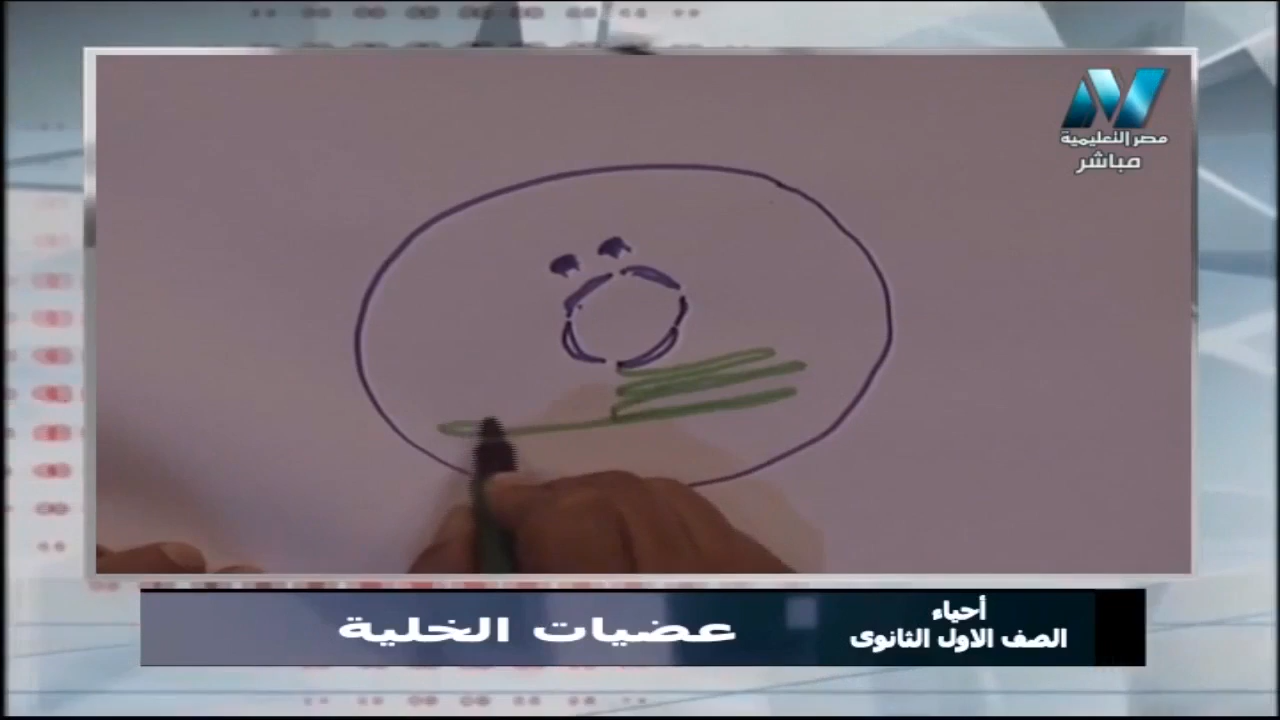 مصر التعليمية
مباشر
أحياء
الصف الاول الثانوى
عضيات الخلية